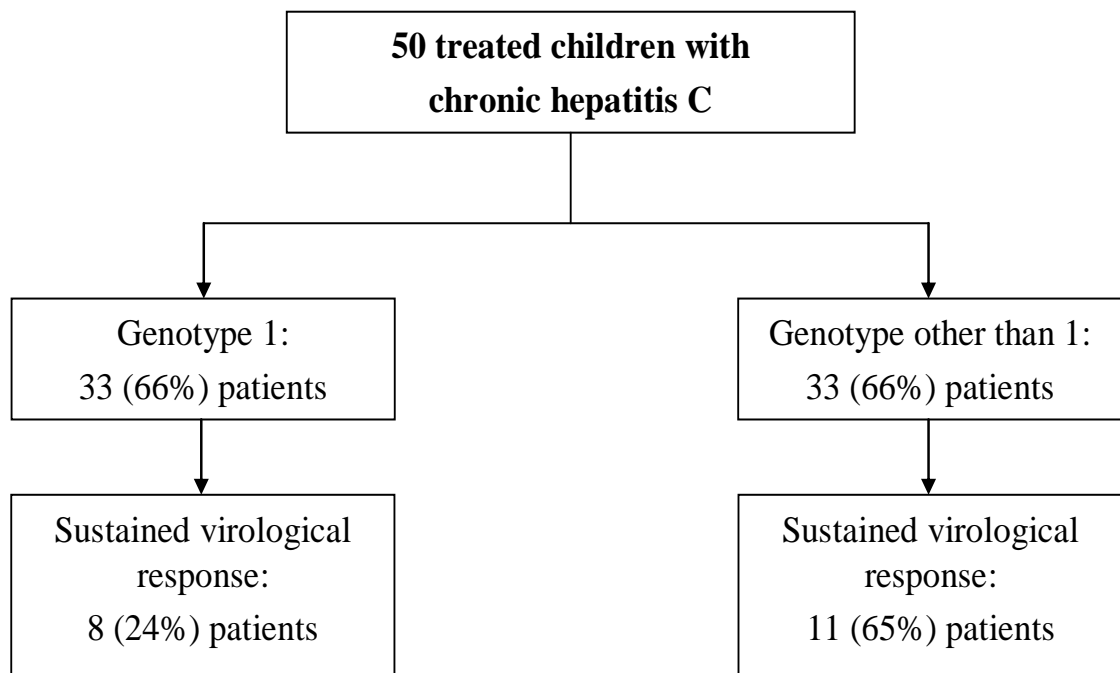 50 treated children with
chronic hepatitis C
Genotype 1:
33 (66%) patients
Genotype other than 1:
33 (66%) patients
Sustained virological
response:
8 (24%) patients
Sustained virological
response:
11 (65%) patients